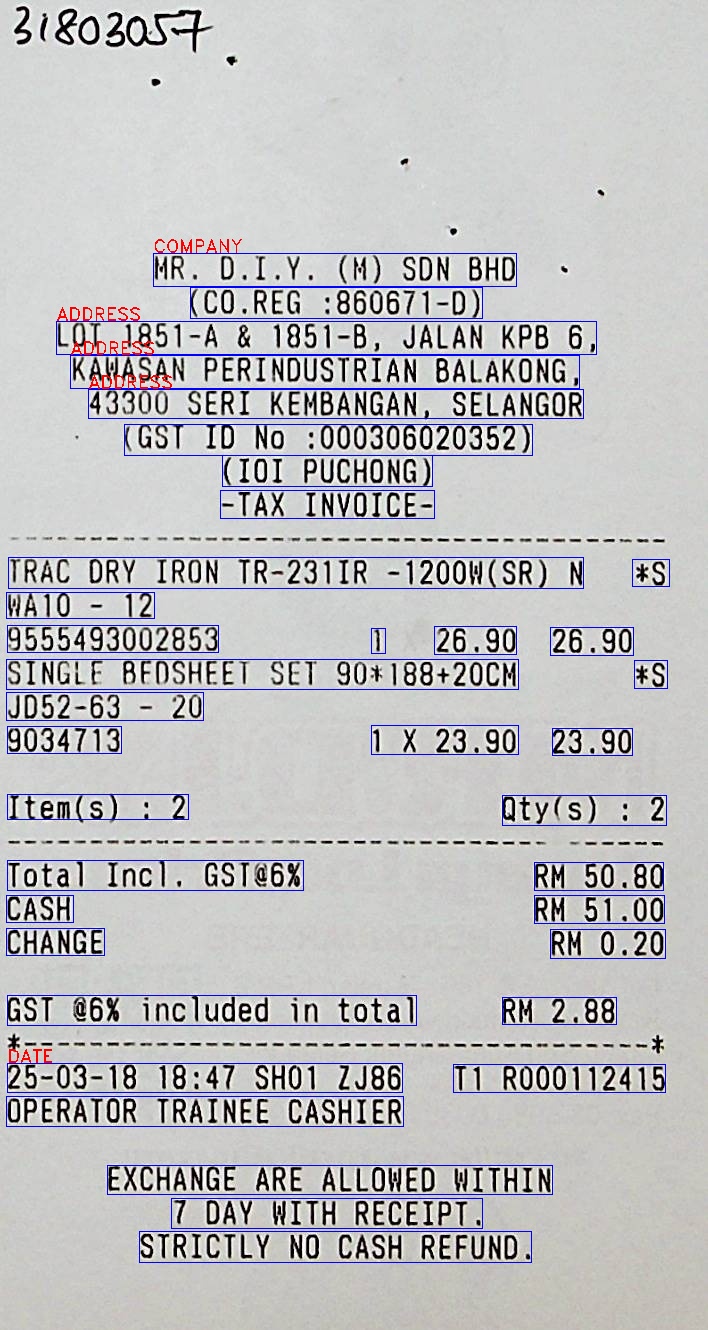 31803057
COMPANY
MR. D.I.Y. (M) SDN BHD
(CO.REG :860671-D)
ADDRESS
LOT 1851-A & 1851-B, JALAN KPB 6,
ADDRESS
KAWASAN PERINDUSTRIAN BALAKONG,
ADDRESS
43300 SERI KEMBANGAN, SELANGOR
(GST ID No :000306020352)
(IOI PUCHONG)
-TAX INVOICE-
TRAC DRY IRON TR-231IR -1200W(SR) N *S
WA10 - 12
9555493002853 1 X 26.90 26.90
SINGLE BEDSHEET SET 90*188+20CM *S
JD52-63 - 20
9034713 1 X 23.90 23.90
Item(s) : 2 Qty(s) : 2
Total Incl. GST@6% RM 50.80
CASH RM 51.00
CHANGE RM 0.20
GST @6% included in total RM 2.88
DATE
25-03-18 18:47 SH01 ZJ86 T1 R000112415
OPERATOR TRAINEE CASHIER
EXCHANGE ARE ALLOWED WITHIN
7 DAY WITH RECEIPT.
STRICTLY NO CASH REFUND.